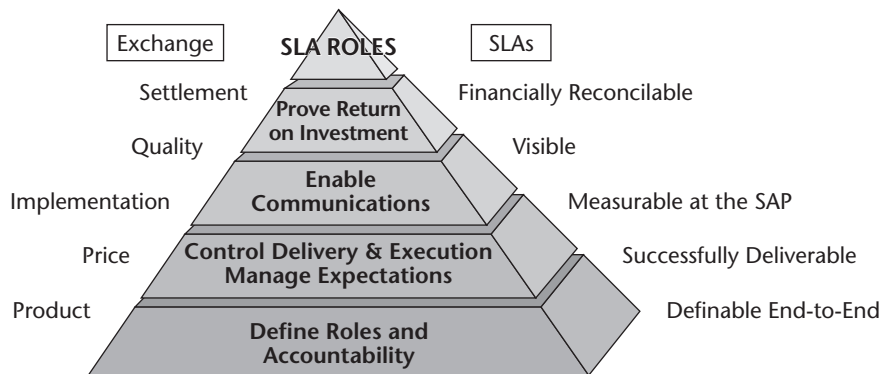 Exchange
SLA ROLES
SLAs
Settlement
Financially Reconcilable
Prove Return
on Investment
Quality
Visible
Enable
Communications
Implementation
Measurable at the SAP
Control Delivery & Execution
Manage Expectations
Price
Successfully Deliverable
Product
Definable End-to-End
Define Roles and
Accountability